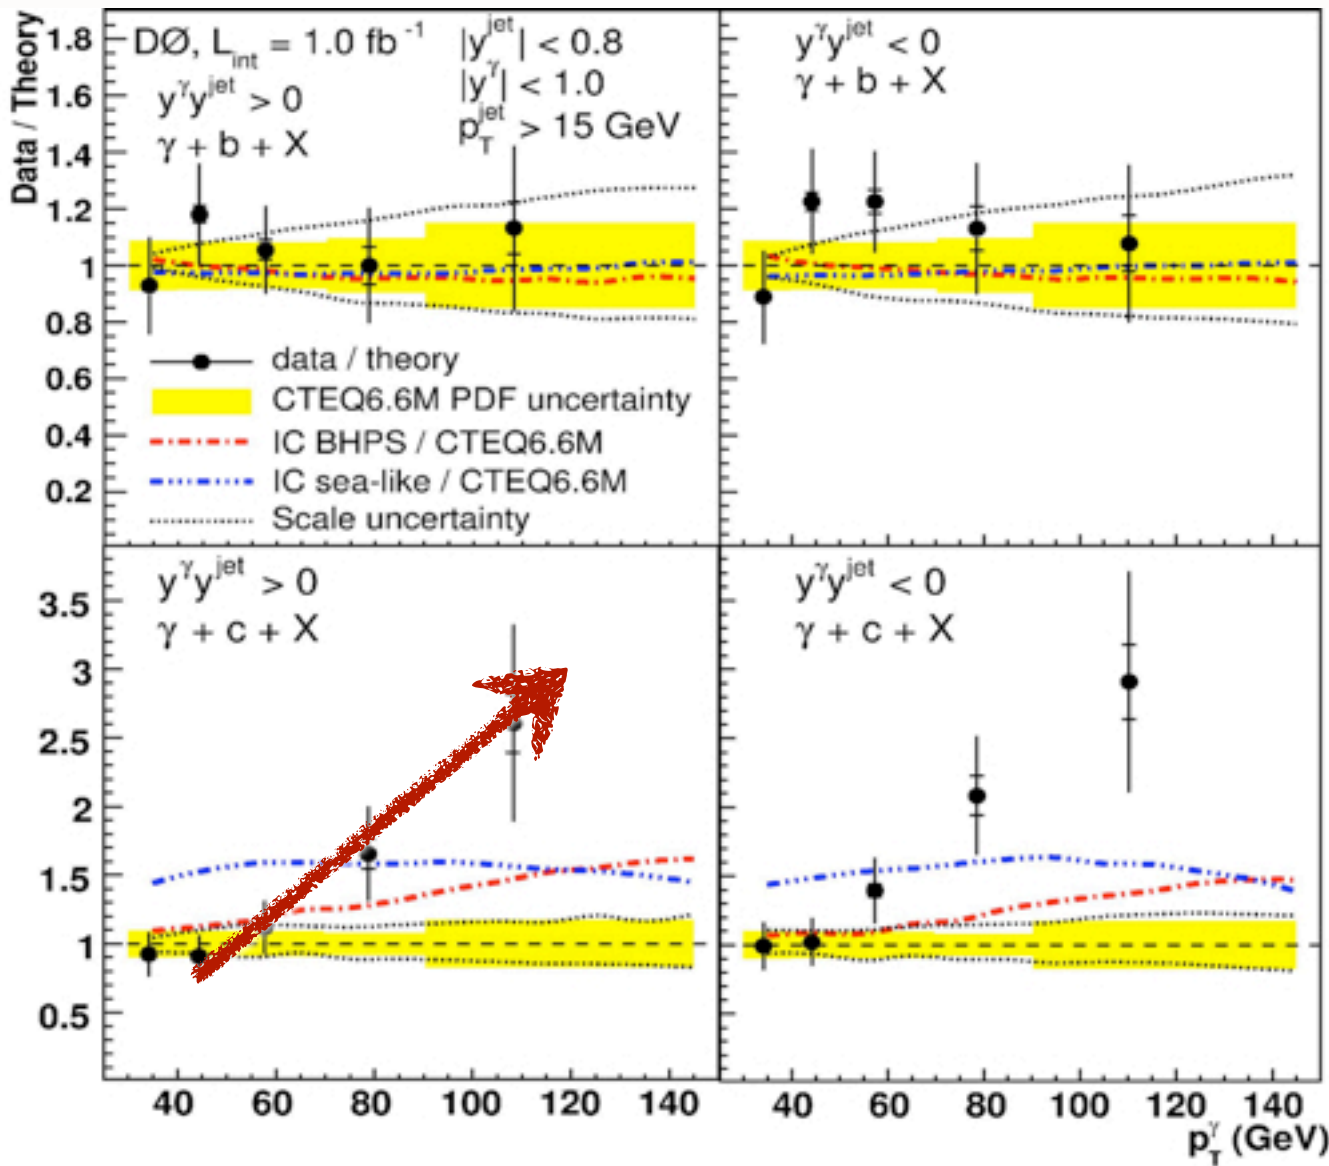 Data / Theory
1.8
1.6
1.4
1.2
1
0.8
0.6
0.4
0.2
DØ, L_int = 1.0 fb⁻¹
y^γ y^jet > 0
γ + b + X
|y^jet| < 0.8
|y^γ| < 1.0
p_T^jet > 15 GeV
data / theory
CTEQ6.6M PDF uncertainty
IC BHPS / CTEQ6.6M
IC sea-like / CTEQ6.6M
Scale uncertainty
y^γ y^jet < 0
γ + b + X
3.5
3
2.5
2
1.5
1
0.5
y^γ y^jet > 0
γ + c + X
y^γ y^jet < 0
γ + c + X
40 60 80 100 120 140
40 60 80 100 120 140
p_T^γ (GeV)